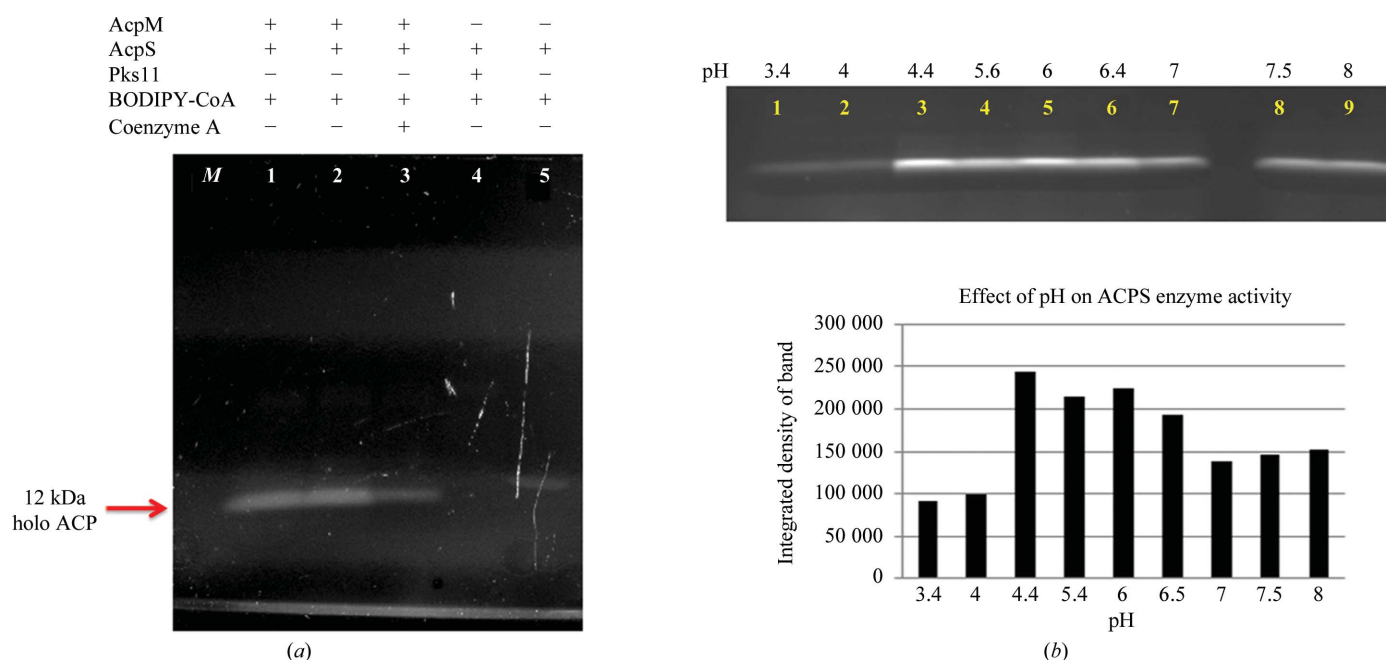 AcpM + + + − −
AcpS + + + + +
Pks11 − − − + −
BODIPY-CoA + + + + +
Coenzyme A − − + − −
M 1 2 3 4 5
12 kDa
holo ACP
(a)
pH 3.4 4 4.4 5.6 6 6.4 7 7.5 8
1 2 3 4 5 6 7 8 9
Effect of pH on ACPS enzyme activity
Integrated density of band
300 000
250 000
200 000
150 000
100 000
50 000
0
3.4 4 4.4 5.4 6 6.5 7 7.5 8
pH
(b)